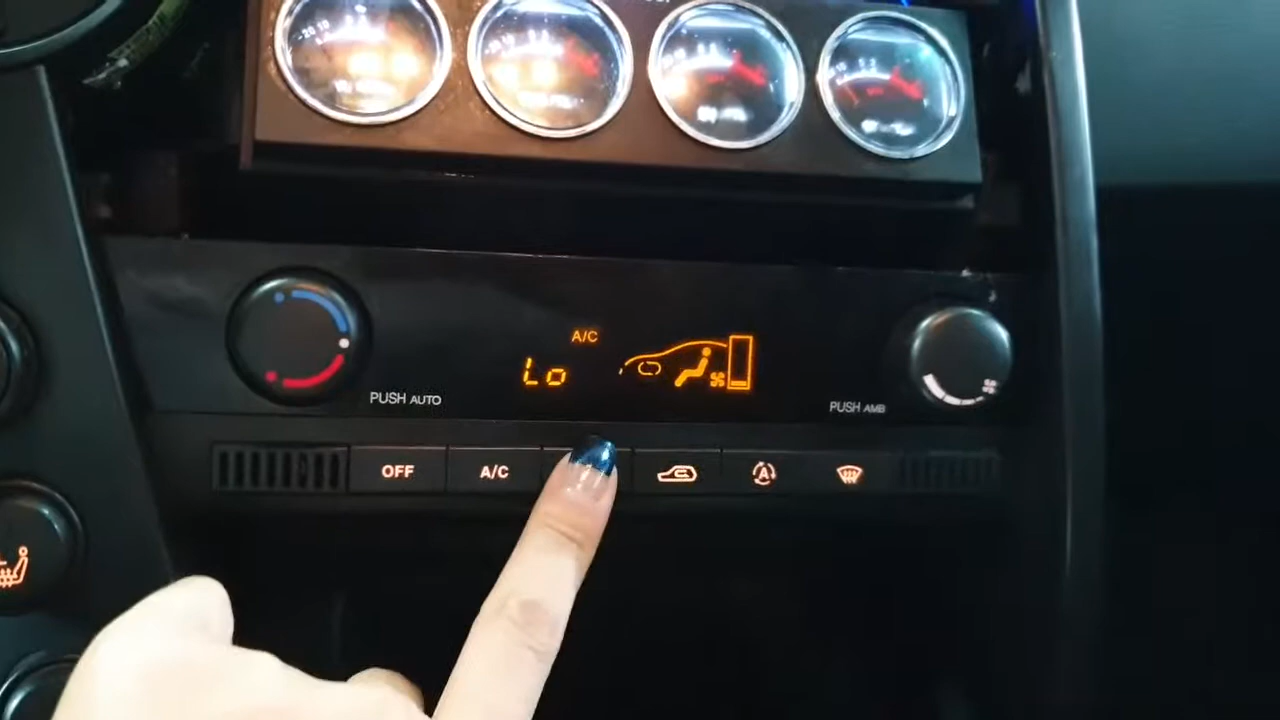 A/C
Lo
PUSH AUTO
PUSH AMB
OFF
A/C
A